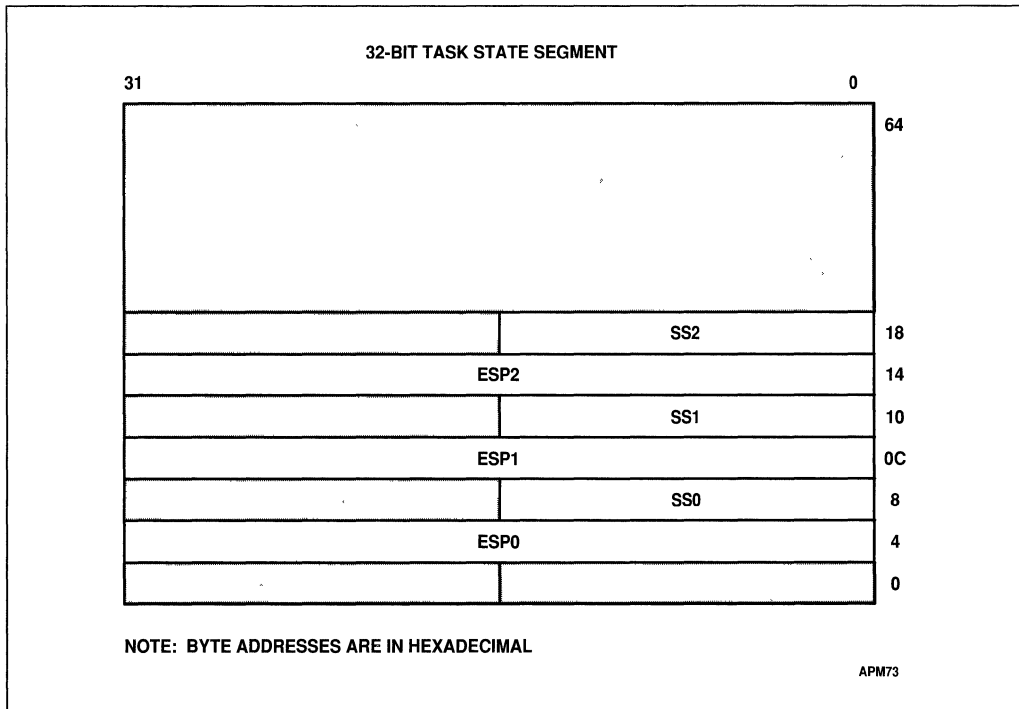 32-BIT TASK STATE SEGMENT
31 0
64
SS2 18
ESP2 14
SS1 10
ESP1 0C
SS0 8
ESP0 4
0
NOTE: BYTE ADDRESSES ARE IN HEXADECIMAL
APM73